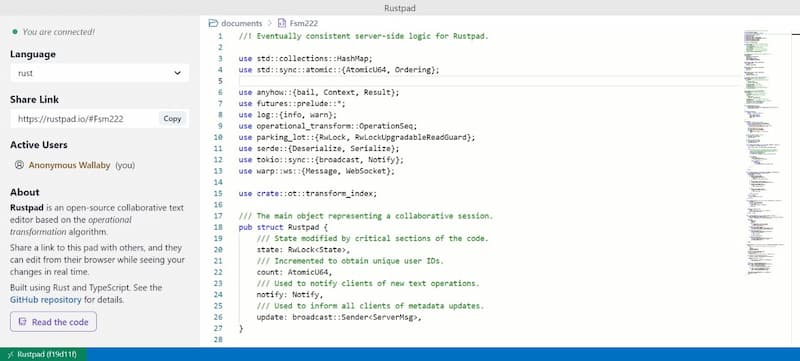 Rustpad
You are connected!
Language
rust
Share Link
https://rustpad.io/#Fsm222
Copy
Active Users
Anonymous Wallaby (you)
About
Rustpad is an open-source collaborative text
editor based on the operational
transformation algorithm.
Share a link to this pad with others, and they
can edit from their browser while seeing your
changes in real time.
Built using Rust and TypeScript. See the
GitHub repository for details.
Read the code
documents > Fsm222
1 //! Eventually consistent server-side logic for Rustpad.
2
3 use std::collections::HashMap;
4 use std::sync::atomic::{AtomicU64, Ordering};
5
6 use anyhow::{bail, Context, Result};
7 use futures::prelude::*;
8 use log::{info, warn};
9 use operational_transform::OperationSeq;
10 use parking_lot::{RwLock, RwLockUpgradableReadGuard};
11 use serde::{Deserialize, Serialize};
12 use tokio::sync::{broadcast, Notify};
13 use warp::ws::{Message, WebSocket};
14
15 use crate::ot::transform_index;
16
17 /// The main object representing a collaborative session.
18 pub struct Rustpad {
19 /// State modified by critical sections of the code.
20 state: RwLock<State>,
21 /// Incremented to obtain unique user IDs.
22 count: AtomicU64,
23 /// Used to notify clients of new text operations.
24 notify: Notify,
25 /// Used to inform all clients of metadata updates.
26 update: broadcast::Sender<ServerMsg>,
27 }
28
Rustpad (f19d11f)